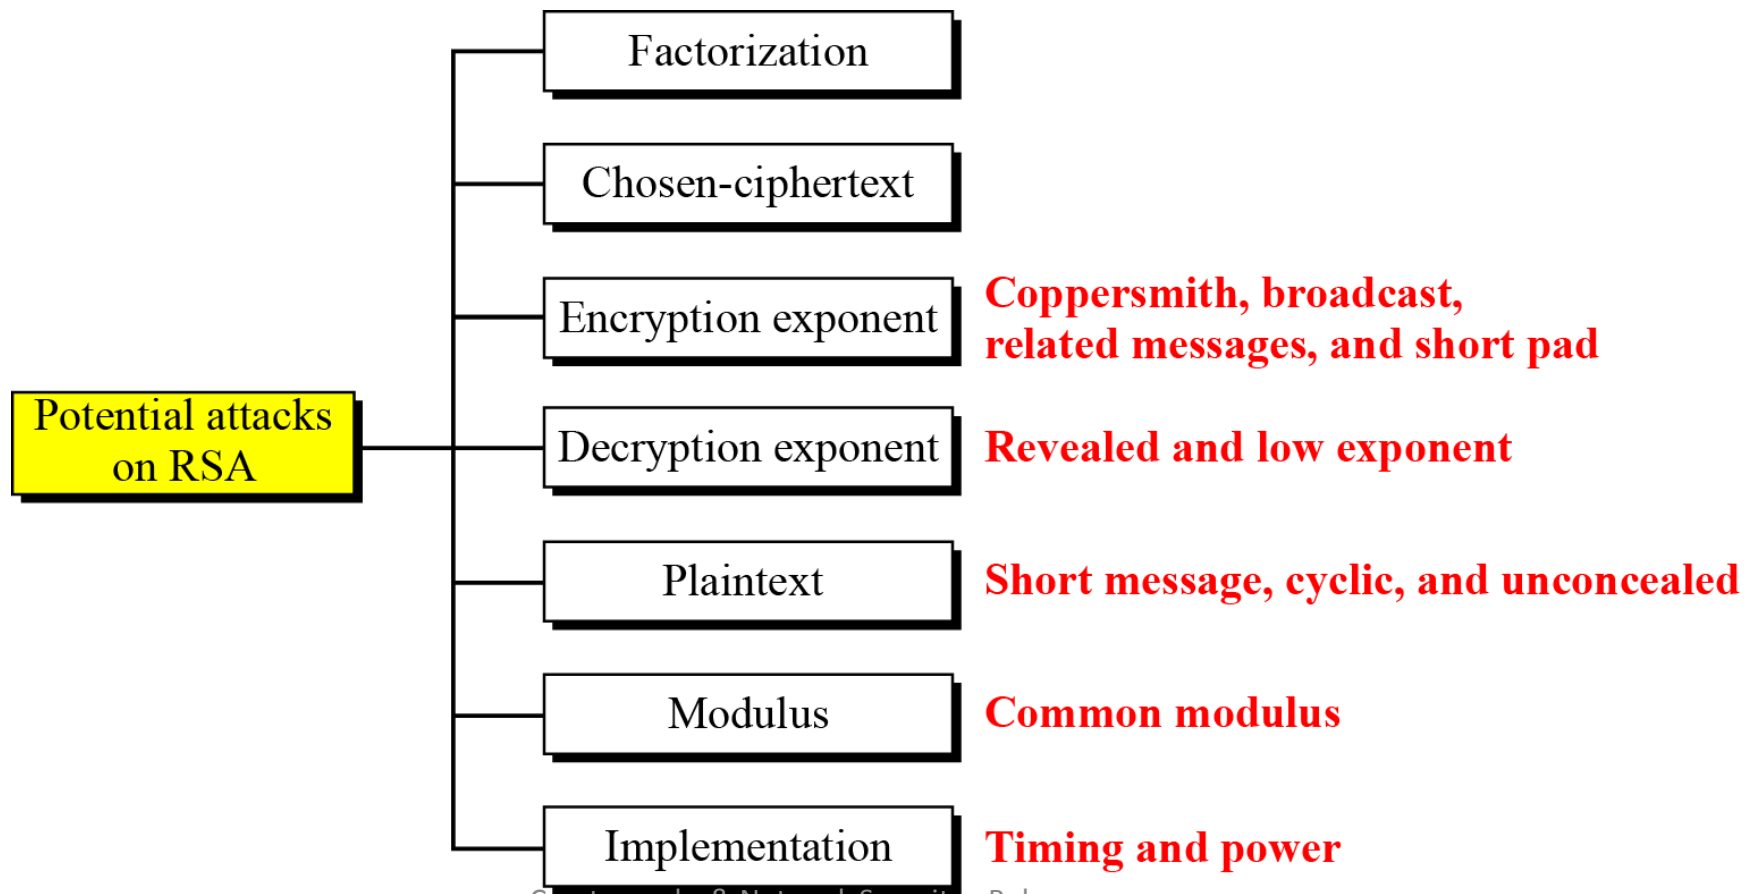 Factorization
Chosen-ciphertext
Encryption exponent
Coppersmith, broadcast,
related messages, and short pad
Potential attacks
on RSA
Decryption exponent
Revealed and low exponent
Plaintext
Short message, cyclic, and unconcealed
Modulus
Common modulus
Implementation
Timing and power